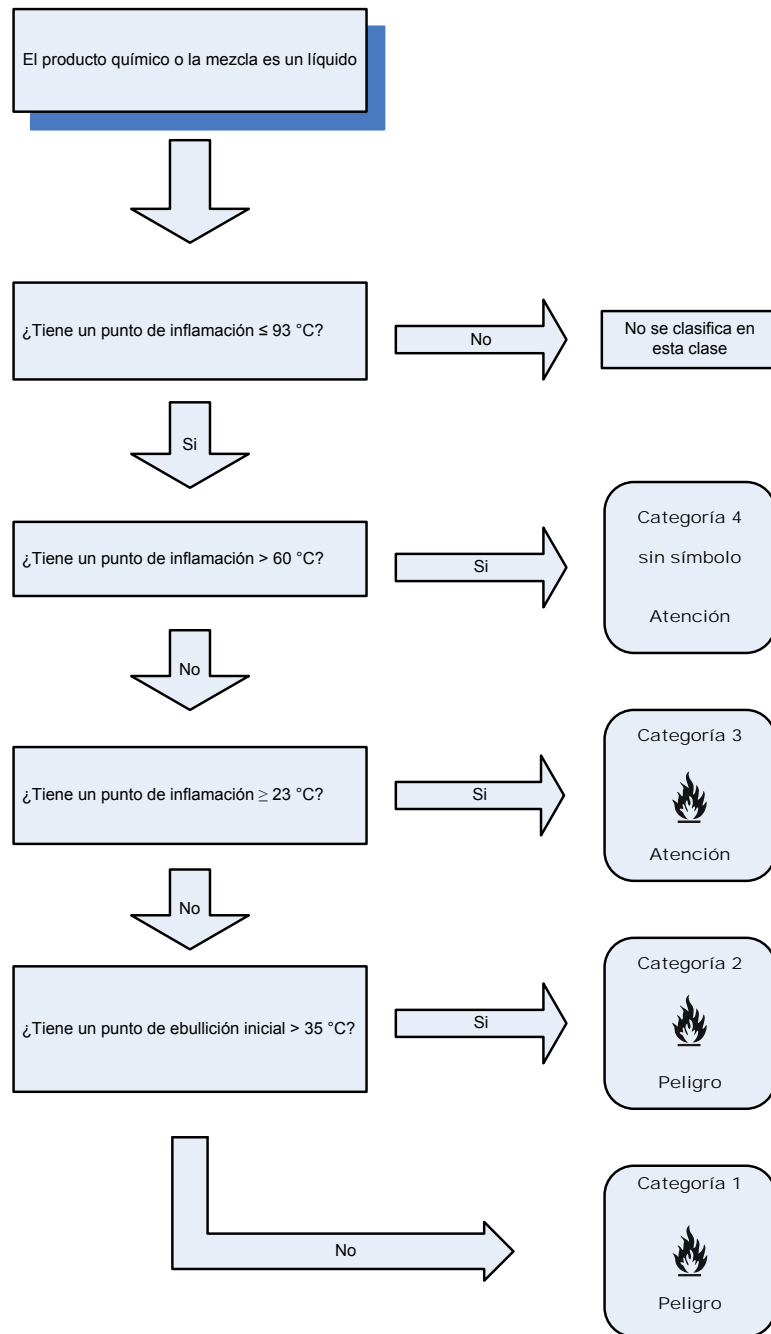 El producto químico o la mezcla es un líquido
¿Tiene un punto de inflamación ≤ 93 °C?
No
No se clasifica en
esta clase
Si
¿Tiene un punto de inflamación > 60 °C?
Si
Categoría 4
sin símbolo
Atención
No
¿Tiene un punto de inflamación ≥ 23 °C?
Si
Categoría 3
Atención
No
¿Tiene un punto de ebullición inicial > 35 °C?
Si
Categoría 2
Peligro
No
Categoría 1
Peligro